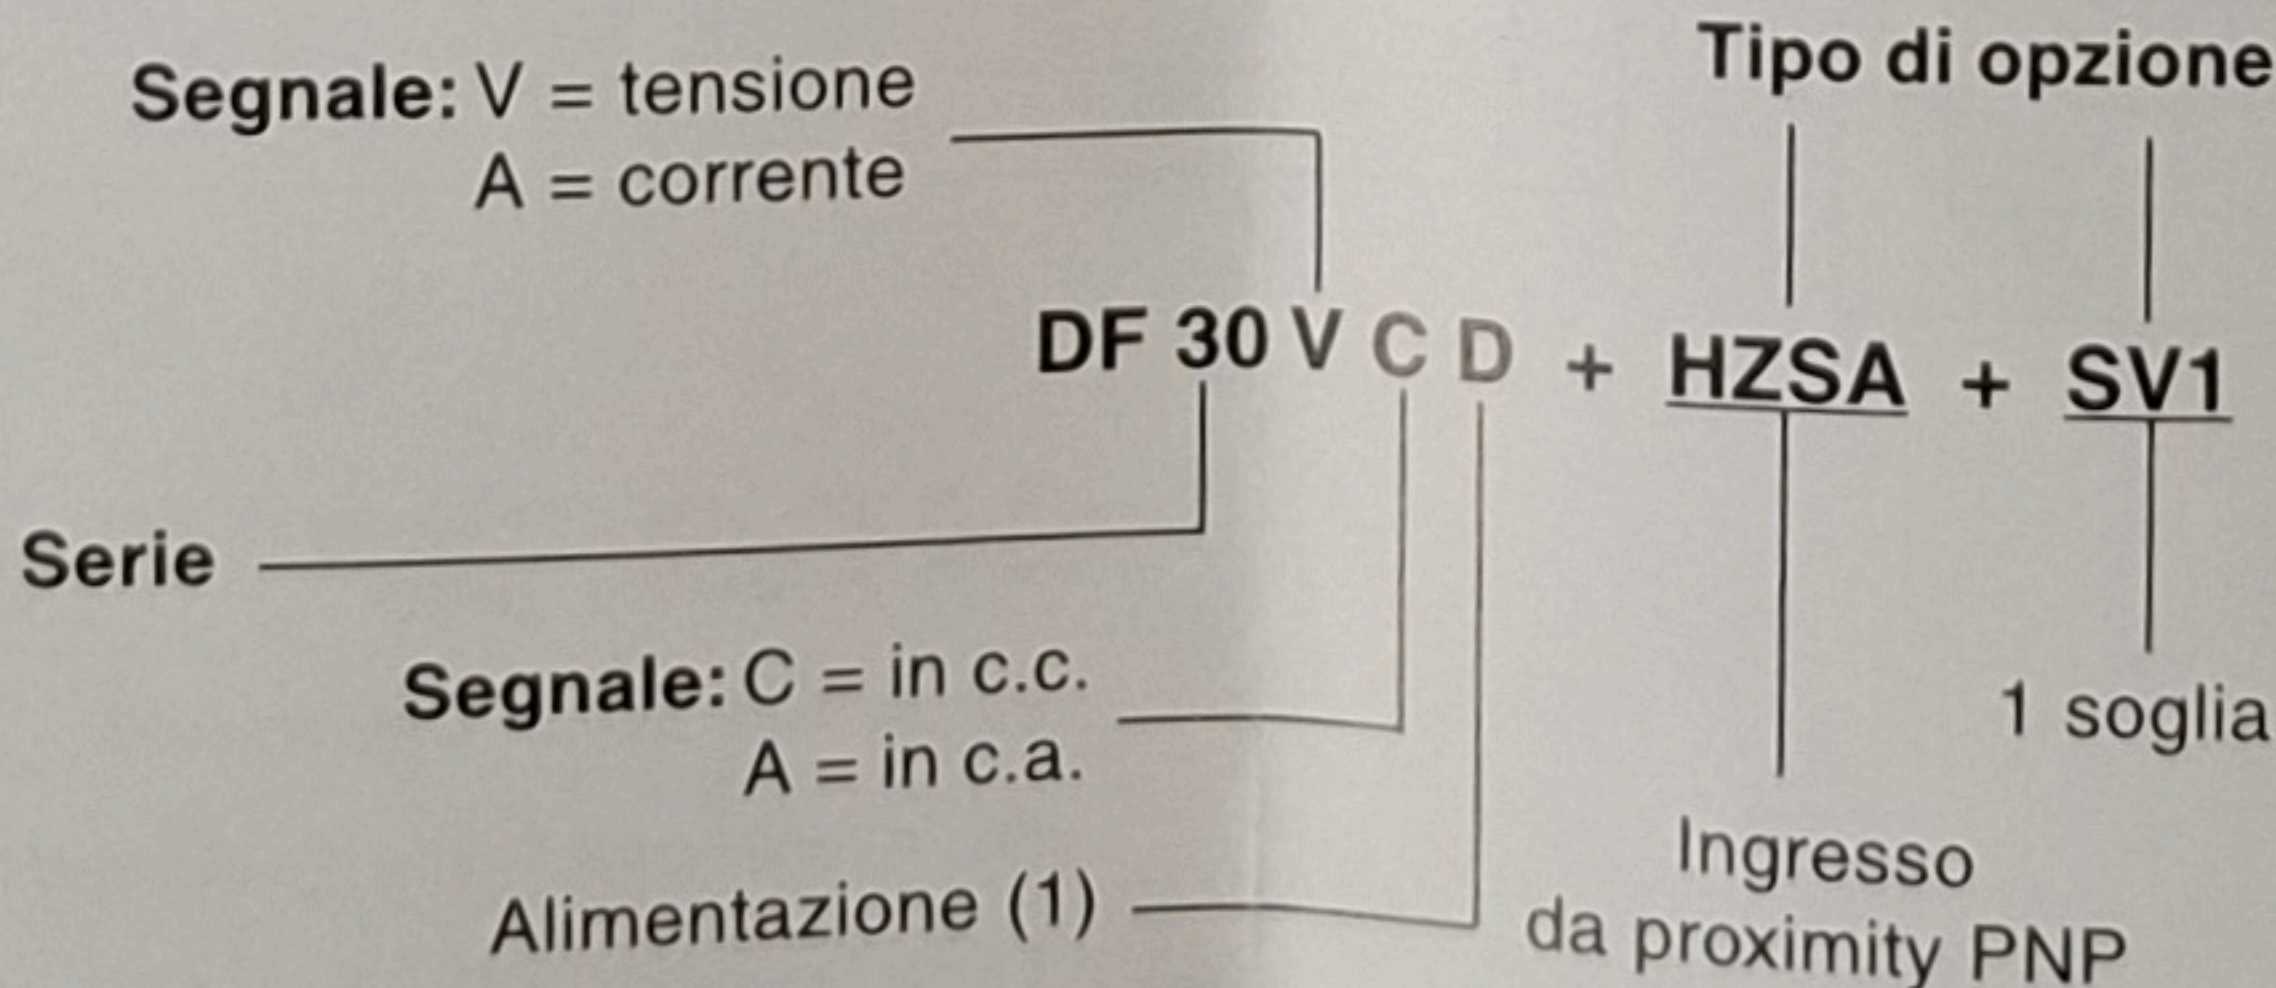 Tipo di opzione
Segnale: V = tensione
A = corrente
DF 30 V C D + HZSA + SV1
Serie
Segnale: C = in c.c.
A = in c.a.
1 soglia
Alimentazione (1)
Ingresso
da proximity PNP